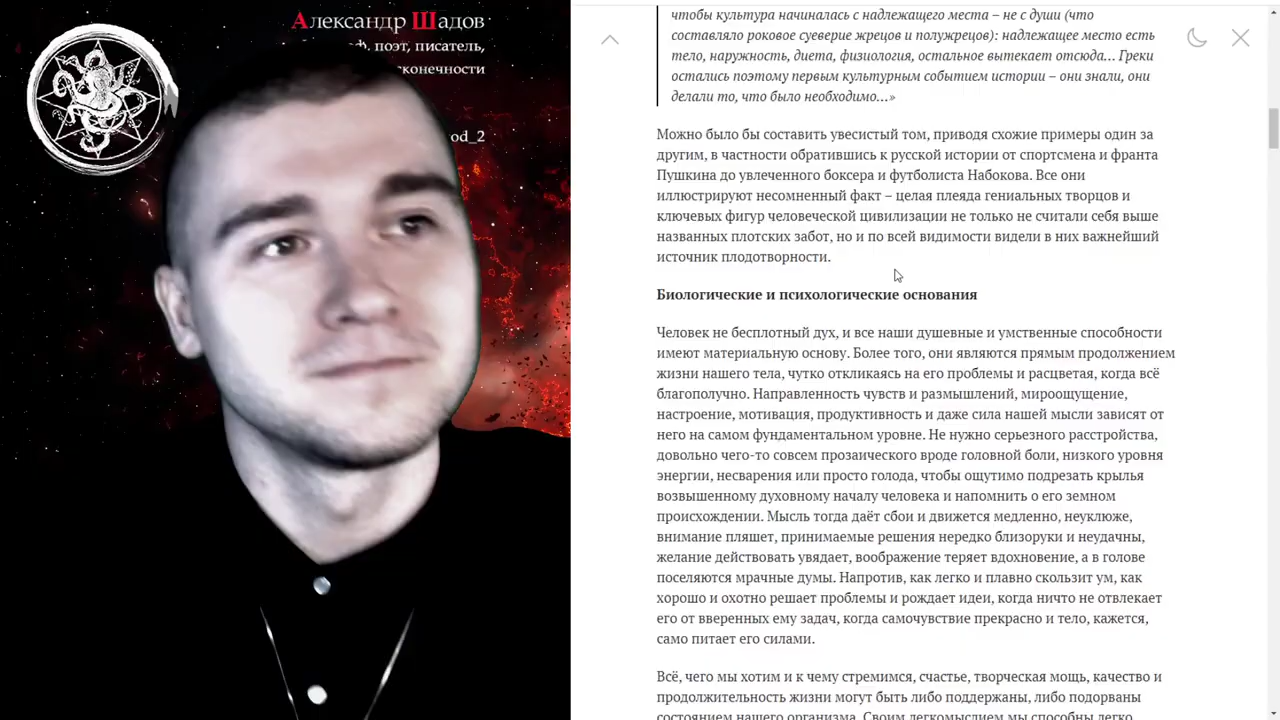 Александр Шадов
поэт, писатель,
od_2
чтобы культура начиналась с надлежащего места – не с души (что
составляло роковое суеверие жрецов и полужрецов): надлежащее место есть
тело, наружность, диета, физиология, остальное вытекает отсюда… Греки
остались поэтому первым культурным событием истории – они знали, они
делали то, что было необходимо…»
Можно было бы составить увесистый том, приводя схожие примеры один за
другим, в частности обратившись к русской истории от спортсмена и франта
Пушкина до увлеченного боксера и футболиста Набокова. Все они
иллюстрируют несомненный факт – целая плеяда гениальных творцов и
ключевых фигур человеческой цивилизации не только не считали себя выше
названных плотских забот, но и по всей видимости видели в них важнейший
источник плодотворности.
Биологические и психологические основания
Человек не бесплотный дух, и все наши душевные и умственные способности
имеют материальную основу. Более того, они являются прямым продолжением
жизни нашего тела, чутко откликаясь на его проблемы и расцветая, когда всё
благополучно. Направленность чувств и размышлений, мироощущение,
настроение, мотивация, продуктивность и даже сила нашей мысли зависят от
него на самом фундаментальном уровне. Не нужно серьезного расстройства,
довольно чего-то совсем прозаического вроде головной боли, низкого уровня
энергии, несварения или просто голода, чтобы ощутимо подрезать крылья
возвышенному духовному началу человека и напомнить о его земном
происхождении. Мысль тогда даёт сбои и движется медленно, неуклюже,
внимание пляшет, принимаемые решения нередко близоруки и неудачны,
желание действовать увядает, воображение теряет вдохновение, а в голове
поселяются мрачные думы. Напротив, как легко и плавно скользит ум, как
хорошо и охотно решает проблемы и рождает идеи, когда ничто не отвлекает
его от вверенных ему задач, когда самочувствие прекрасно и тело, кажется,
само питает его силами.
Всё, чего мы хотим и к чему стремимся, счастье, творческая мощь, качество и
продолжительность жизни могут быть либо поддержаны, либо подорваны
состоянием нашего организма. Своим легкомыслием мы способны легко